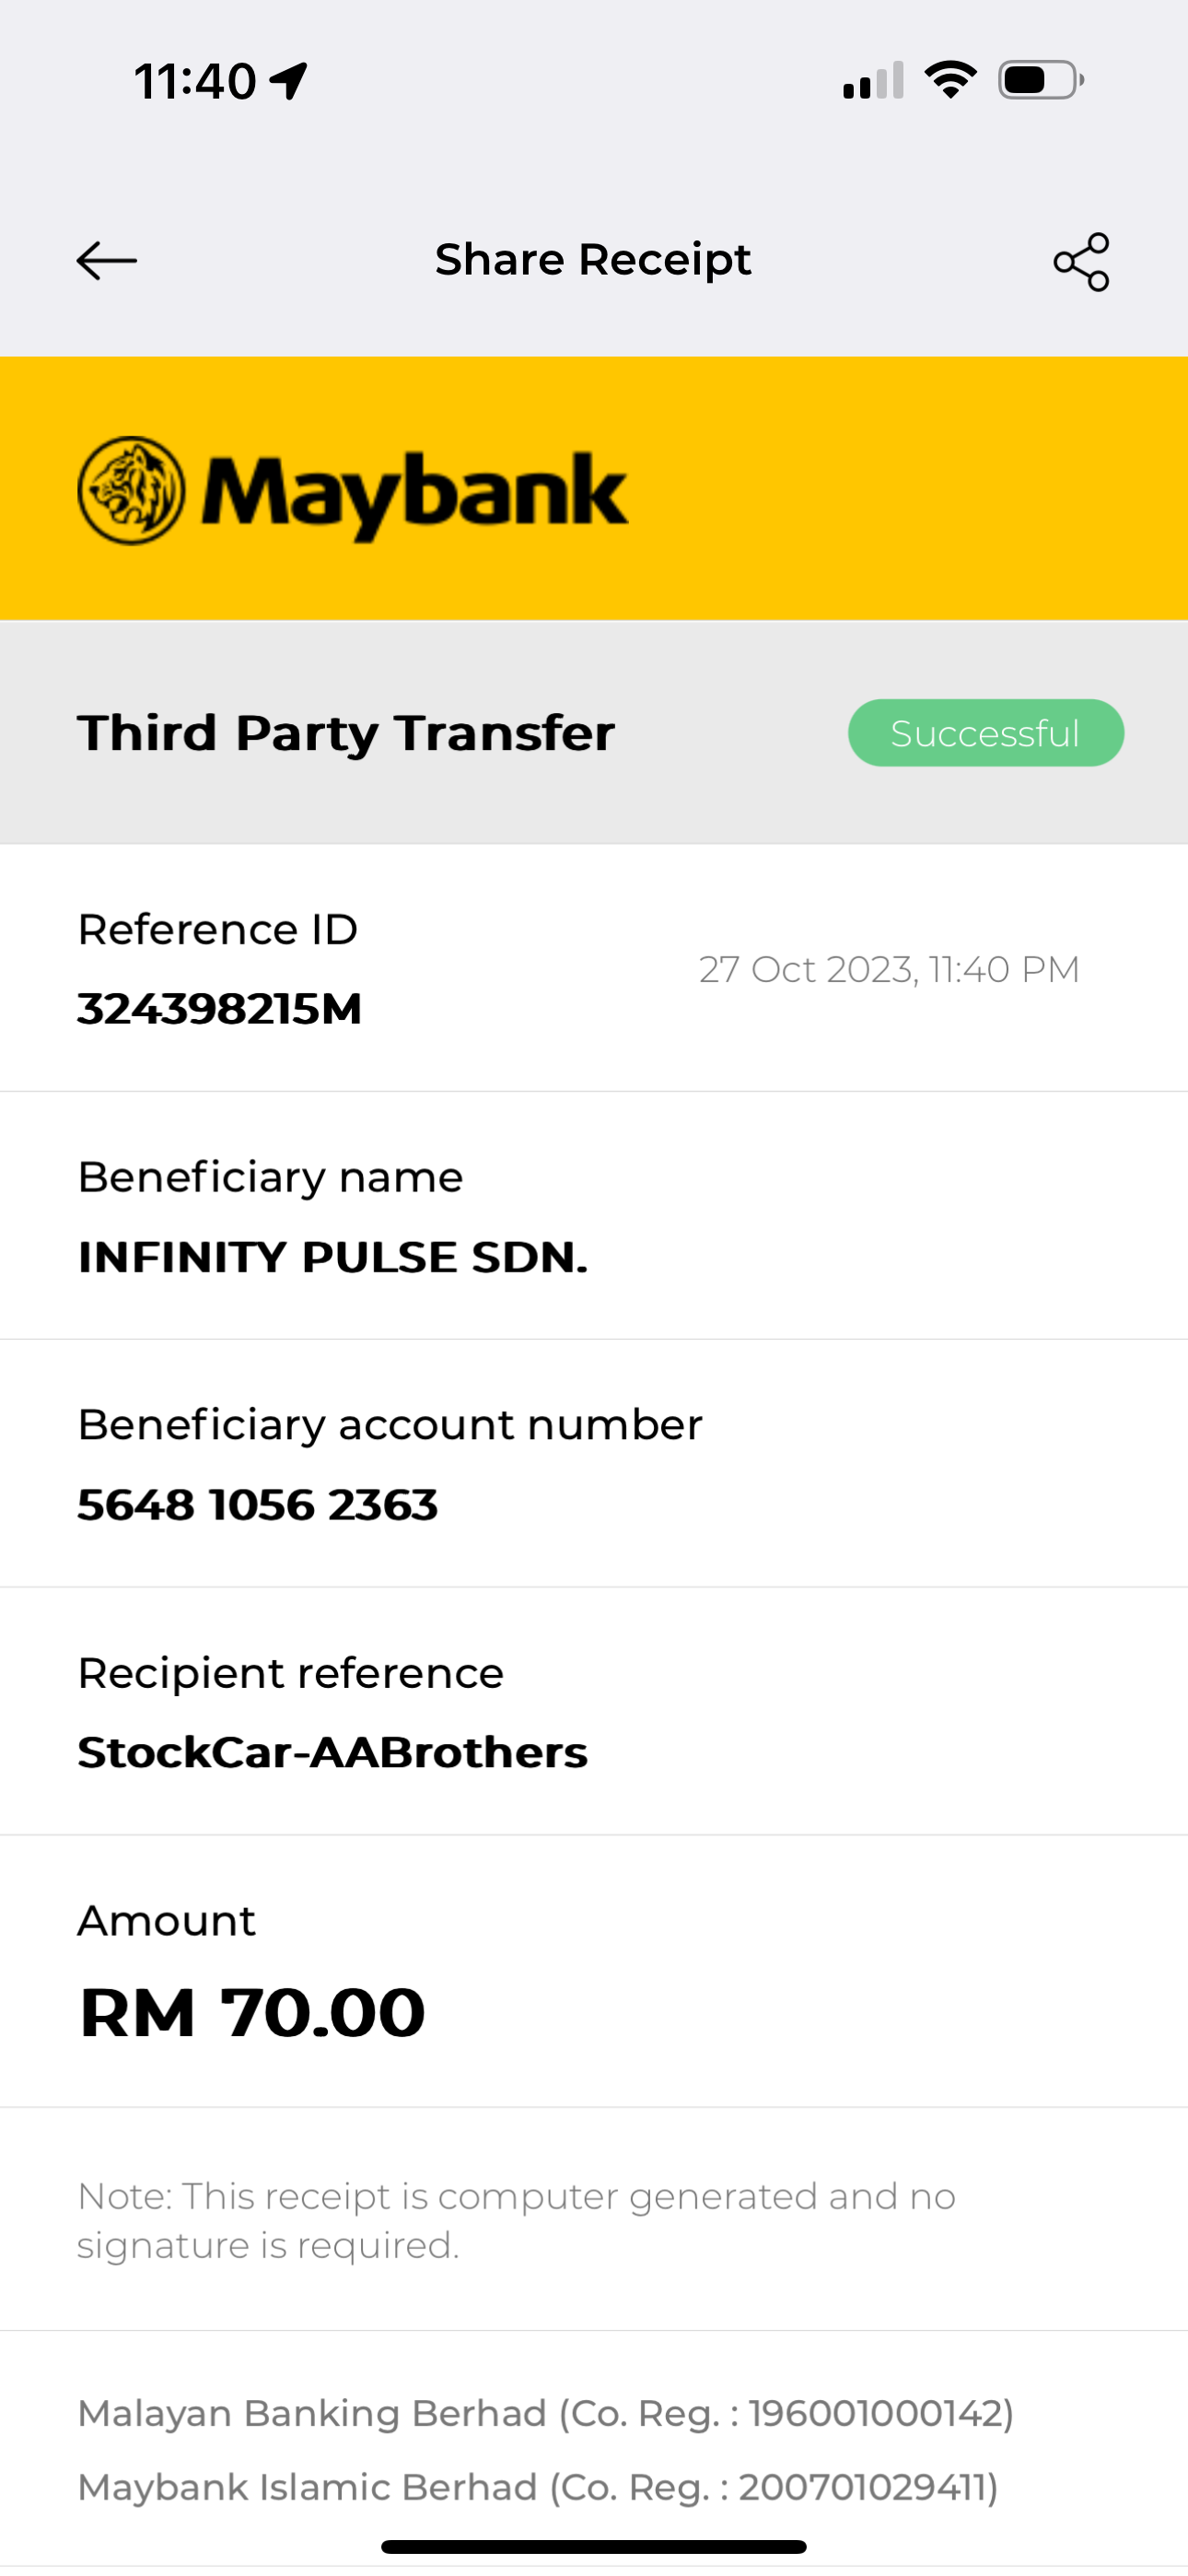 11:40
Share Receipt
Maybank
Third Party Transfer
Successful
Reference ID
27 Oct 2023, 11:40 PM
324398215M
Beneficiary name
INFINITY PULSE SDN.
Beneficiary account number
5648 1056 2363
Recipient reference
StockCar-AABrothers
Amount
RM 70.00
Note: This receipt is computer generated and no
signature is required.
Malayan Banking Berhad (Co. Reg. : 196001000142)
Maybank Islamic Berhad (Co. Reg. : 200701029411)